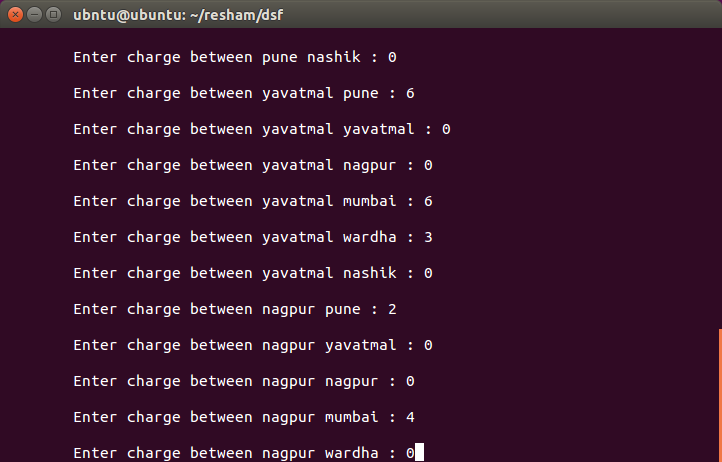 ubntu@ubuntu: ~/resham/dsf
Enter charge between pune nashik : 0
Enter charge between yavatmal pune : 6
Enter charge between yavatmal yavatmal : 0
Enter charge between yavatmal nagpur : 0
Enter charge between yavatmal mumbai : 6
Enter charge between yavatmal wardha : 3
Enter charge between yavatmal nashik : 0
Enter charge between nagpur pune : 2
Enter charge between nagpur yavatmal : 0
Enter charge between nagpur nagpur : 0
Enter charge between nagpur mumbai : 4
Enter charge between nagpur wardha : 0